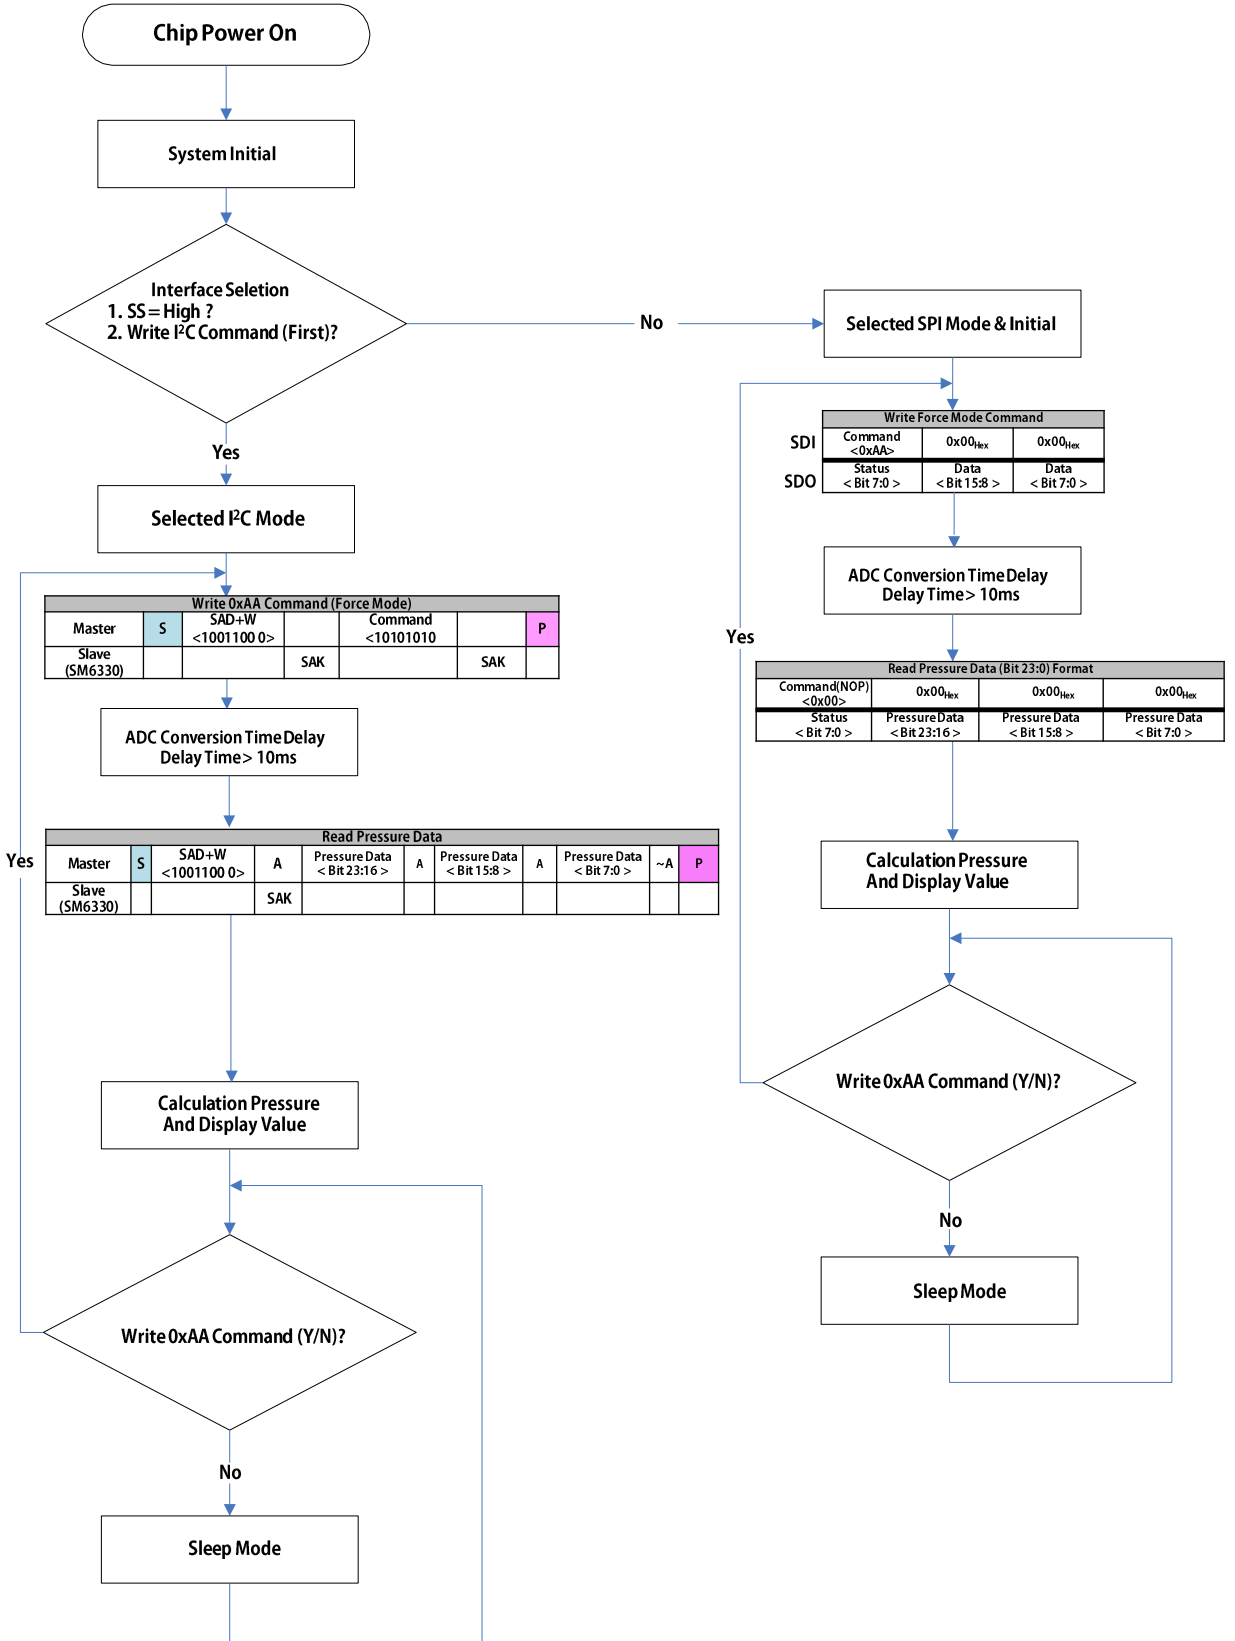 Chip Power On
System Initial
Interface Seletion
1. SS = High ?
2. Write I²C Command (First)?
No
Selected SPI Mode & Initial
Yes
Selected I²C Mode
Write Force Mode Command
SDI Command <0xAA> 0x00Hex 0x00Hex
SDO Status < Bit 7:0 > Data < Bit 15:8 > Data < Bit 7:0 >
ADC Conversion Time Delay
Delay Time > 10ms
Yes
Read Pressure Data (Bit 23:0) Format
Command(NOP) <0x00> 0x00Hex 0x00Hex 0x00Hex
Status < Bit 7:0 > Pressure Data < Bit 23:16 > Pressure Data < Bit 15:8 > Pressure Data < Bit 7:0 >
Calculation Pressure
And Display Value
Write 0xAA Command (Y/N)?
No
Sleep Mode
Write 0xAA Command (Force Mode)
Master S SAD+W <1001100 0> Command <10101010 P
Slave (SM6330) SAK SAK
ADC Conversion Time Delay
Delay Time > 10ms
Yes
Read Pressure Data
Master S SAD+W <1001100 0> A Pressure Data < Bit 23:16 > A Pressure Data < Bit 15:8 > A Pressure Data < Bit 7:0 > ~A P
Slave (SM6330) SAK
Calculation Pressure
And Display Value
Write 0xAA Command (Y/N)?
No
Sleep Mode